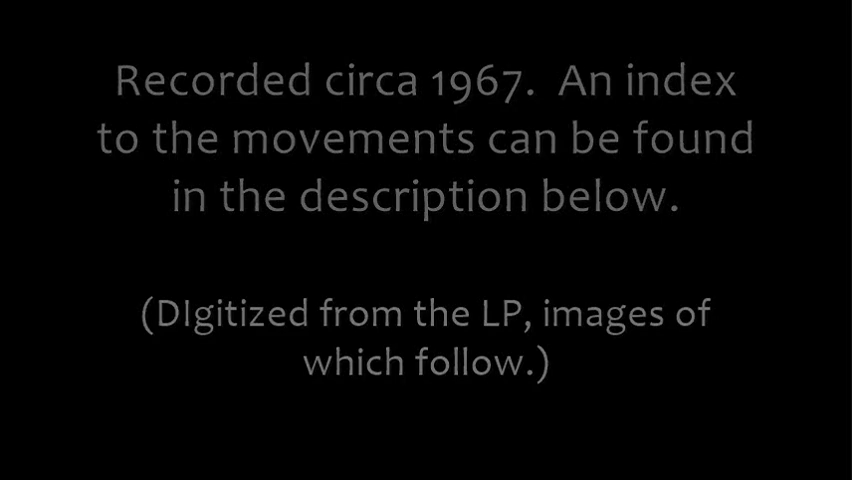 Recorded circa 1967.  An index
to the movements can be found
in the description below.
(DIgitized from the LP, images of
which follow.)